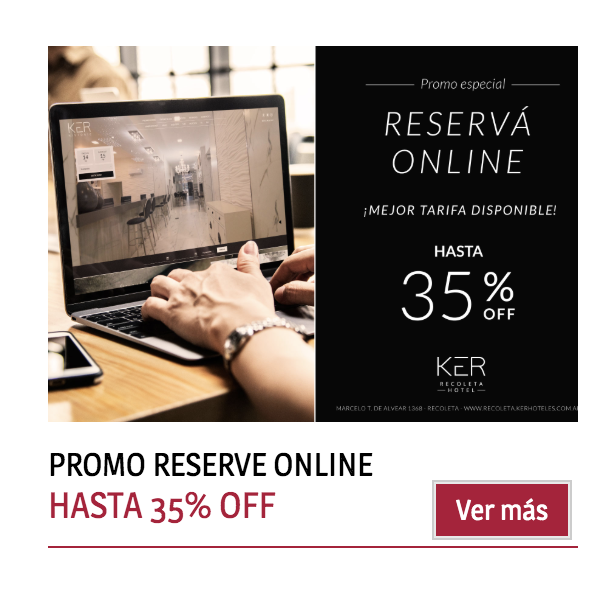 Promo especial
RESERVÁ
ONLINE
¡MEJOR TARIFA DISPONIBLE!
HASTA
35%
OFF
KER
RECOLETA
HOTEL
MARCELO T. DE ALVEAR 1368 - RECOLETA - WWW.RECOLETA.KERHOTELES.COM.A
KER
PROMO RESERVE ONLINE
HASTA 35% OFF
Ver más